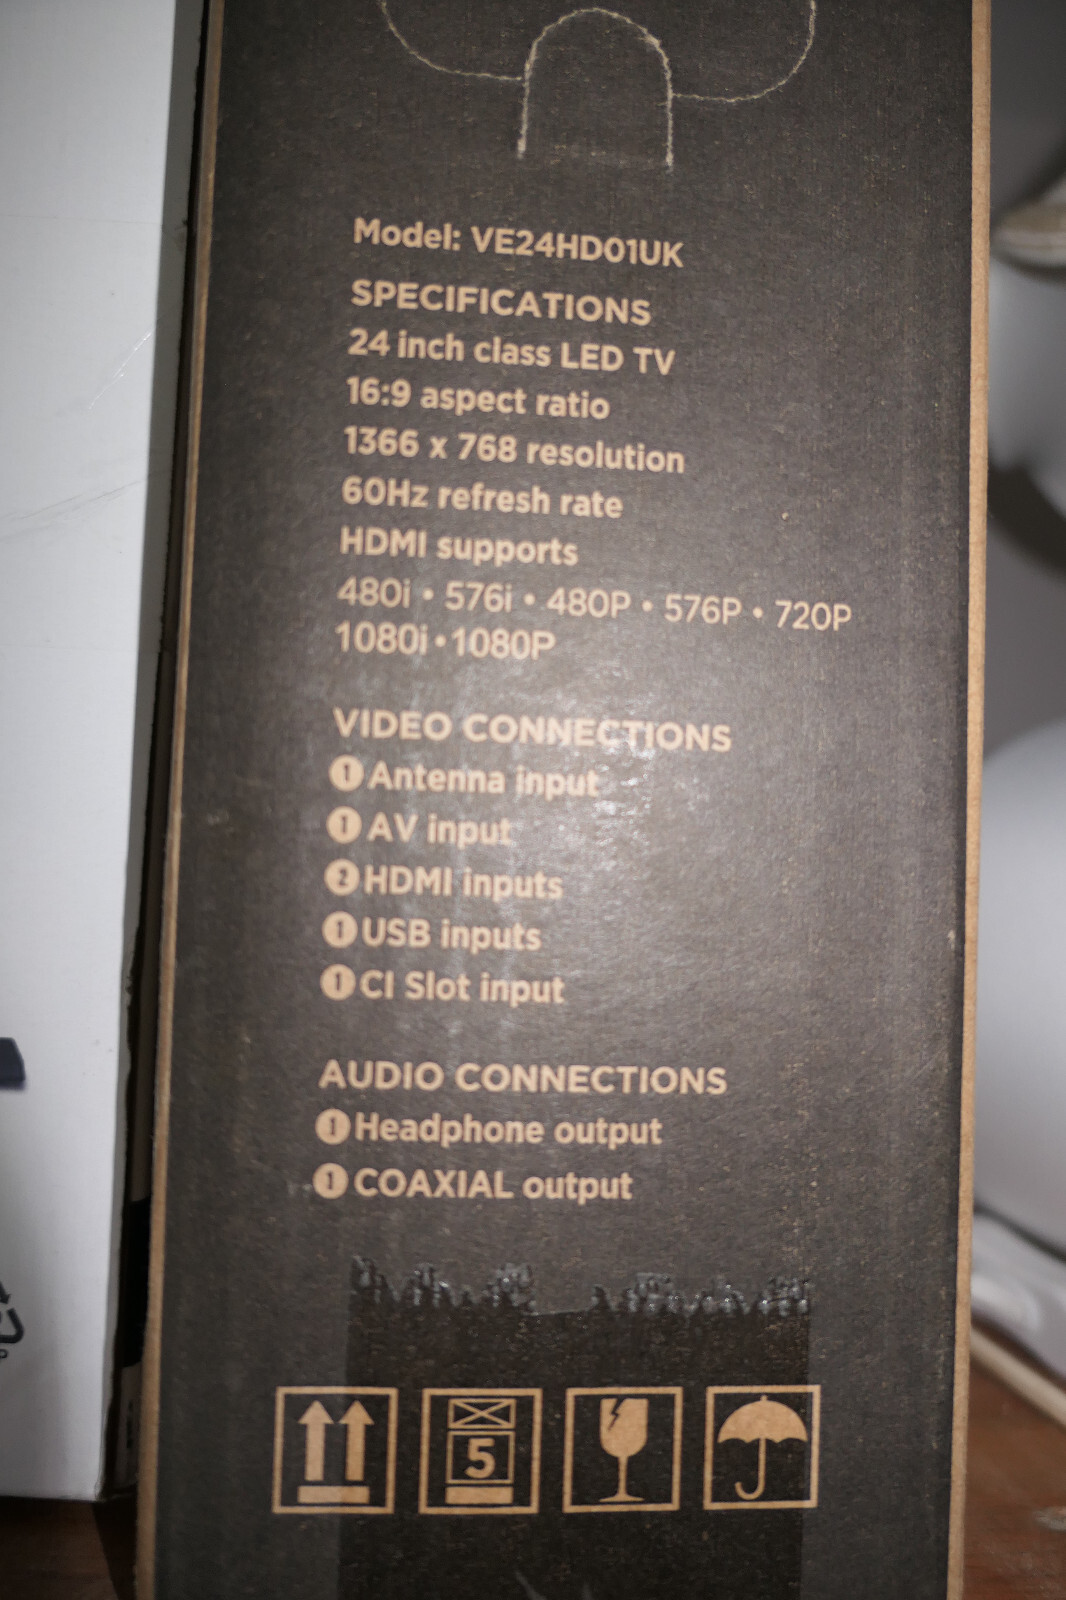 Model: VE24HD01UK
SPECIFICATIONS
24 inch class LED TV
16:9 aspect ratio
1366 x 768 resolution
60Hz refresh rate
HDMI supports
480i • 576i • 480P • 576P • 720P
1080i • 1080P
VIDEO CONNECTIONS
1 Antenna input
1 AV input
2 HDMI inputs
1 USB inputs
1 CI Slot input
AUDIO CONNECTIONS
1 Headphone output
1 COAXIAL output
5